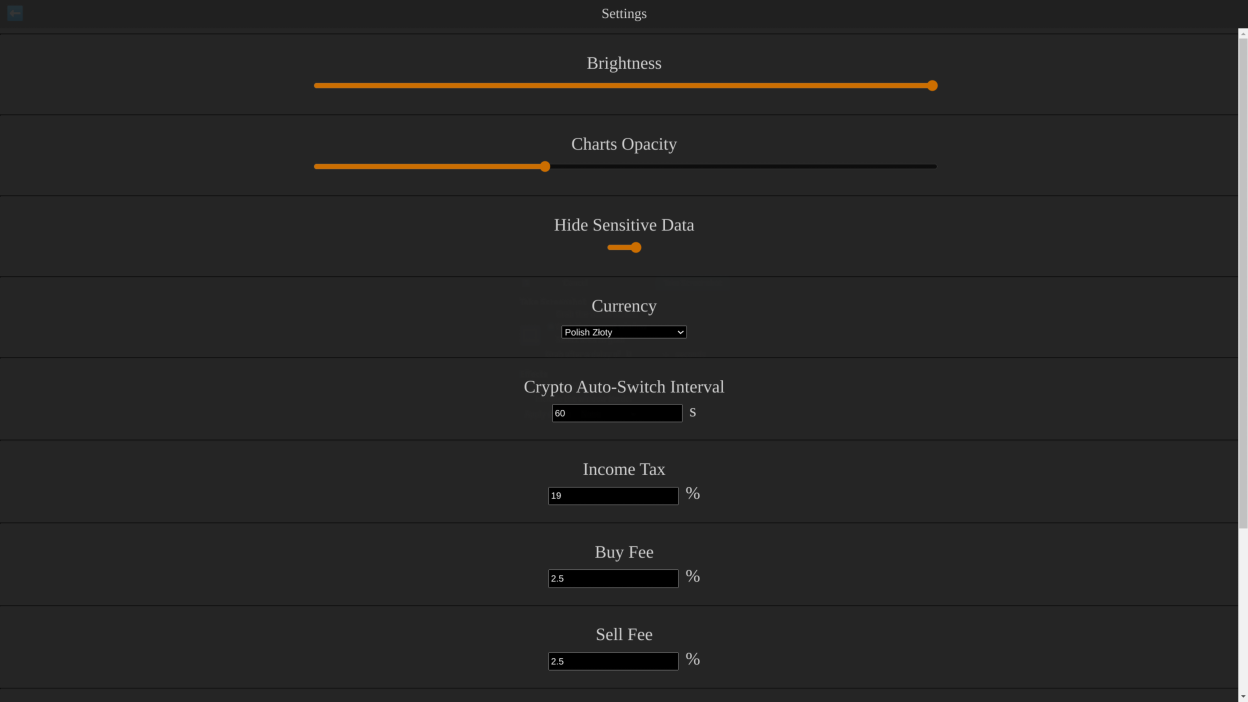 Settings
Brightness
Charts Opacity
Hide Sensitive Data
Currency
Polish Złoty
Crypto Auto-Switch Interval
60 s
Income Tax
19 %
Buy Fee
2.5 %
Sell Fee
2.5 %